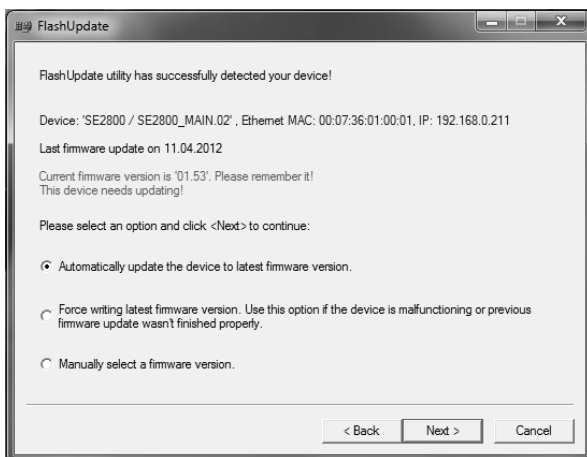 FlashUpdate
FlashUpdate utility has successfully detected your device!
Device: 'SE2800 / SE2800_MAIN.02' , Ethernet MAC: 00:07:36:01:00:01, IP: 192.168.0.211
Last firmware update on 11.04.2012
Current firmware version is '01.53'. Please remember it!
This device needs updating!
Please select an option and click <Next> to continue:
Automatically update the device to latest firmware version.
Force writing latest firmware version. Use this option if the device is malfunctioning or previous
firmware update wasn't finished properly.
Manually select a firmware version.
< Back Next > Cancel